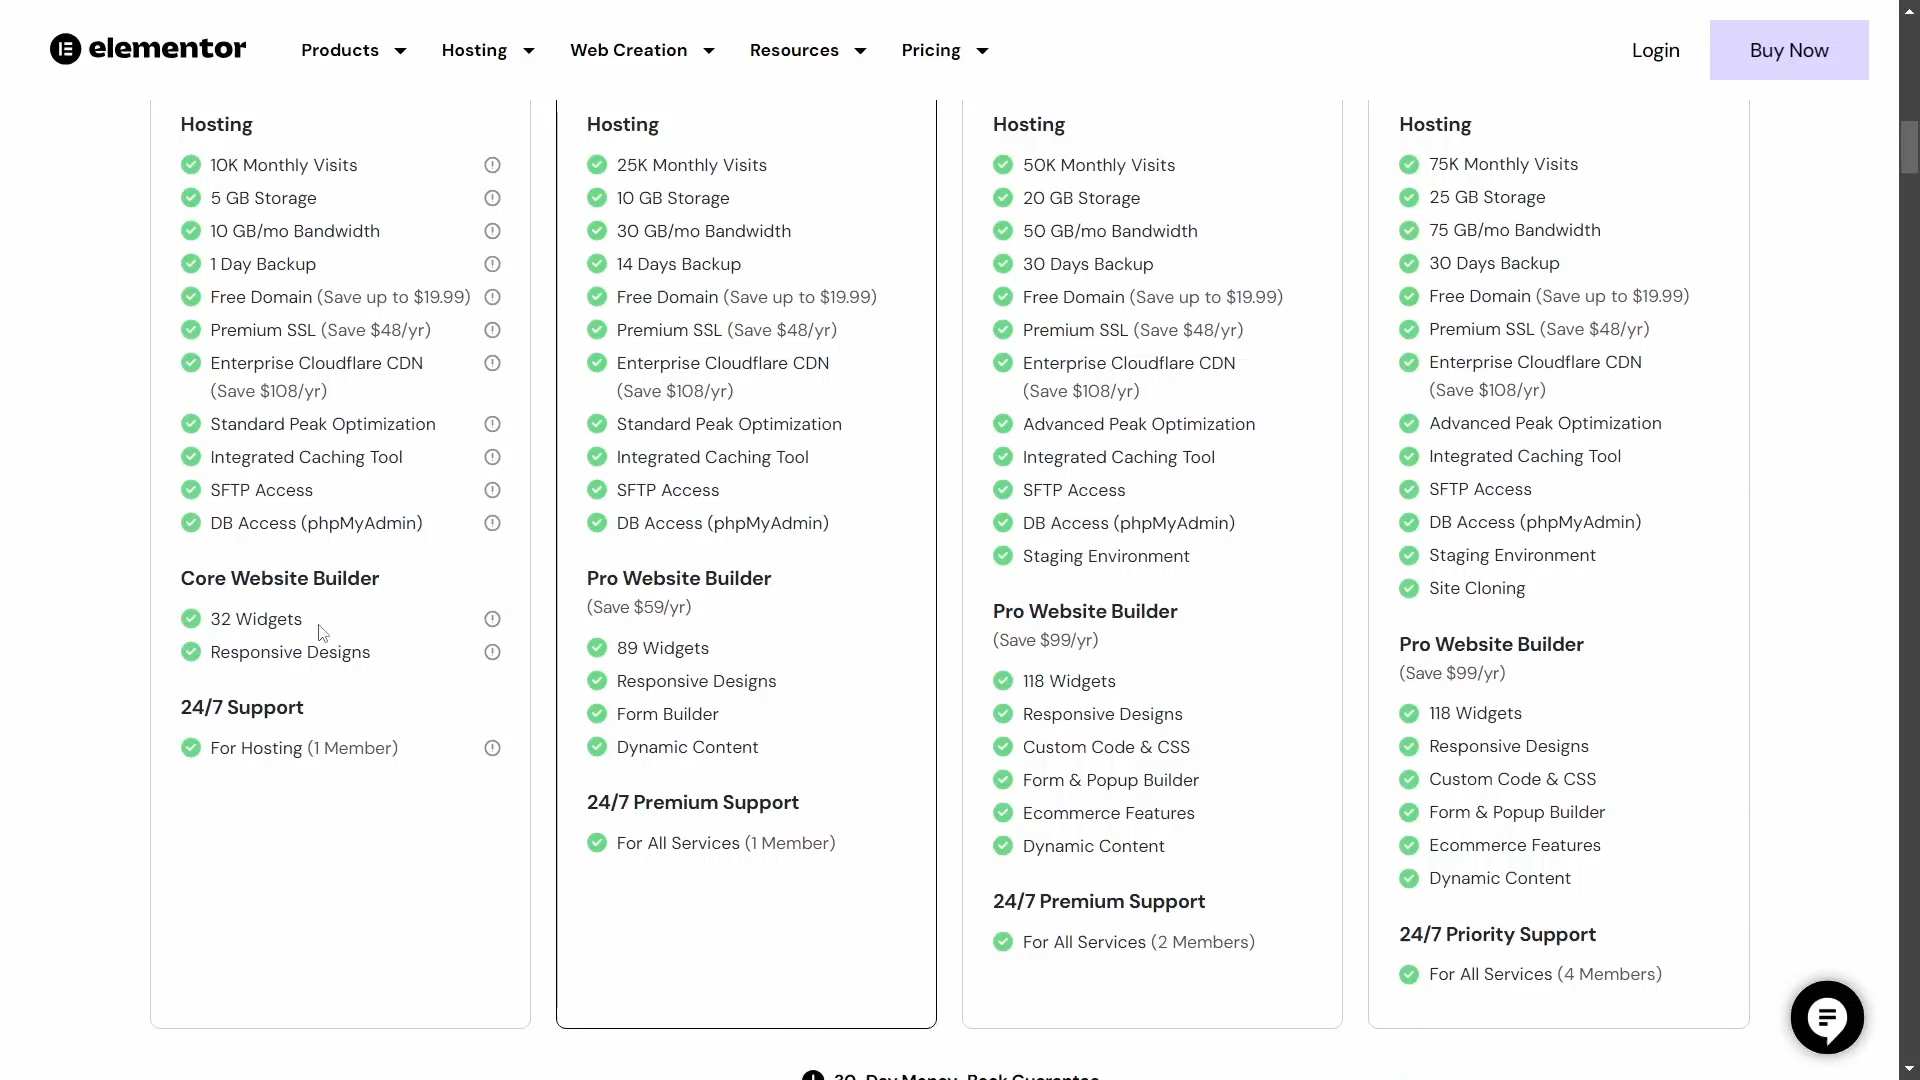 elementor
Products
Hosting
Web Creation
Resources
Pricing
Login
Buy Now
Hosting
10K Monthly Visits
5 GB Storage
10 GB/mo Bandwidth
1 Day Backup
Free Domain (Save up to $19.99)
Premium SSL (Save $48/yr)
Enterprise Cloudflare CDN
(Save $108/yr)
Standard Peak Optimization
Integrated Caching Tool
SFTP Access
DB Access (phpMyAdmin)
Core Website Builder
32 Widgets
Responsive Designs
24/7 Support
For Hosting (1 Member)
Hosting
25K Monthly Visits
10 GB Storage
30 GB/mo Bandwidth
14 Days Backup
Free Domain (Save up to $19.99)
Premium SSL (Save $48/yr)
Enterprise Cloudflare CDN
(Save $108/yr)
Standard Peak Optimization
Integrated Caching Tool
SFTP Access
DB Access (phpMyAdmin)
Pro Website Builder
(Save $59/yr)
89 Widgets
Responsive Designs
Form Builder
Dynamic Content
24/7 Premium Support
For All Services (1 Member)
Hosting
50K Monthly Visits
20 GB Storage
50 GB/mo Bandwidth
30 Days Backup
Free Domain (Save up to $19.99)
Premium SSL (Save $48/yr)
Enterprise Cloudflare CDN
(Save $108/yr)
Advanced Peak Optimization
Integrated Caching Tool
SFTP Access
DB Access (phpMyAdmin)
Staging Environment
Pro Website Builder
(Save $99/yr)
118 Widgets
Responsive Designs
Custom Code & CSS
Form & Popup Builder
Ecommerce Features
Dynamic Content
24/7 Premium Support
For All Services (2 Members)
Hosting
75K Monthly Visits
25 GB Storage
75 GB/mo Bandwidth
30 Days Backup
Free Domain (Save up to $19.99)
Premium SSL (Save $48/yr)
Enterprise Cloudflare CDN
(Save $108/yr)
Advanced Peak Optimization
Integrated Caching Tool
SFTP Access
DB Access (phpMyAdmin)
Staging Environment
Site Cloning
Pro Website Builder
(Save $99/yr)
118 Widgets
Responsive Designs
Custom Code & CSS
Form & Popup Builder
Ecommerce Features
Dynamic Content
24/7 Priority Support
For All Services (4 Members)
30-Day Money-Back Guarantee